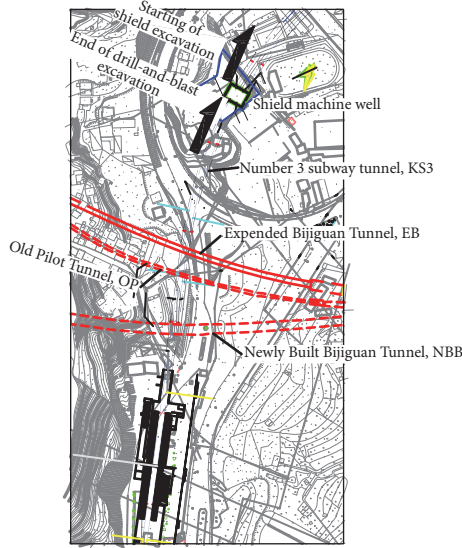 Starting of
shield excavation
End of drill-and-blast
excavation
Shield machine well
Number 3 subway tunnel, KS3
Expended Bijiguan Tunnel, EB
Old Pilot Tunnel, OP
Newly Built Bijiguan Tunnel, NBB